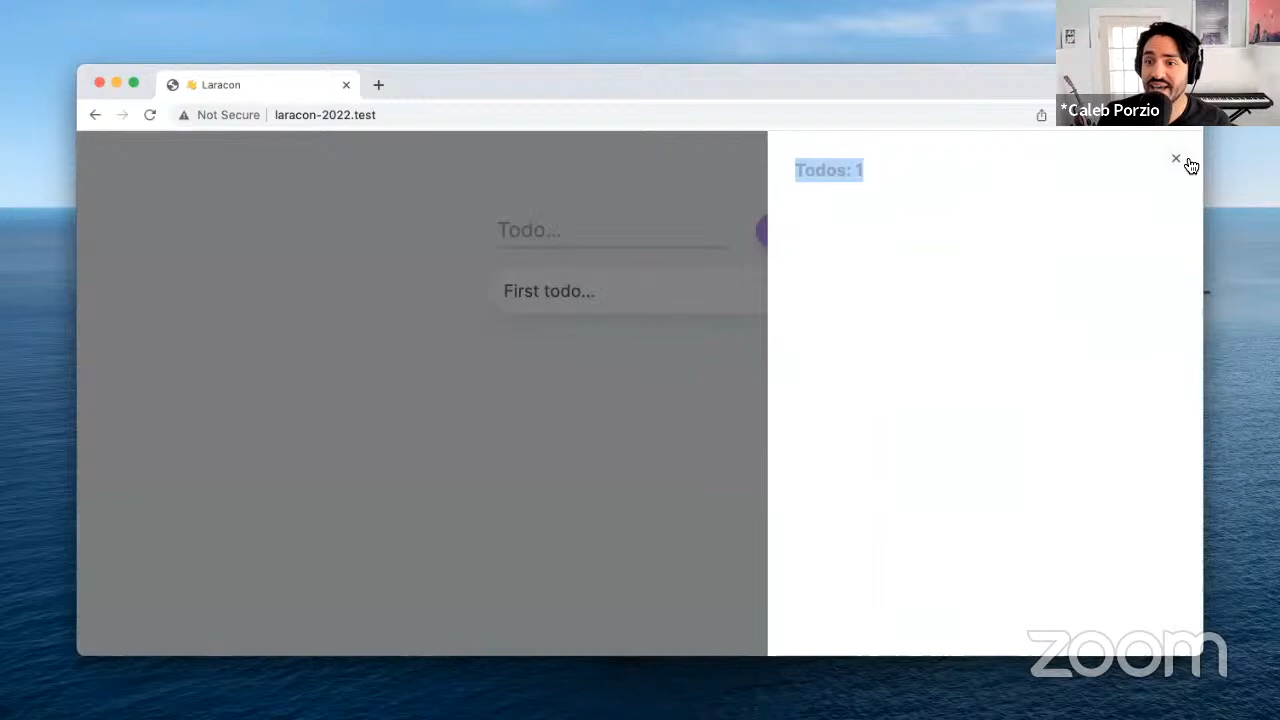 👋 Laracon
*Caleb Porzio
Not Secure
laracon-2022.test
Todos: 1
Todo...
First todo...
zoom